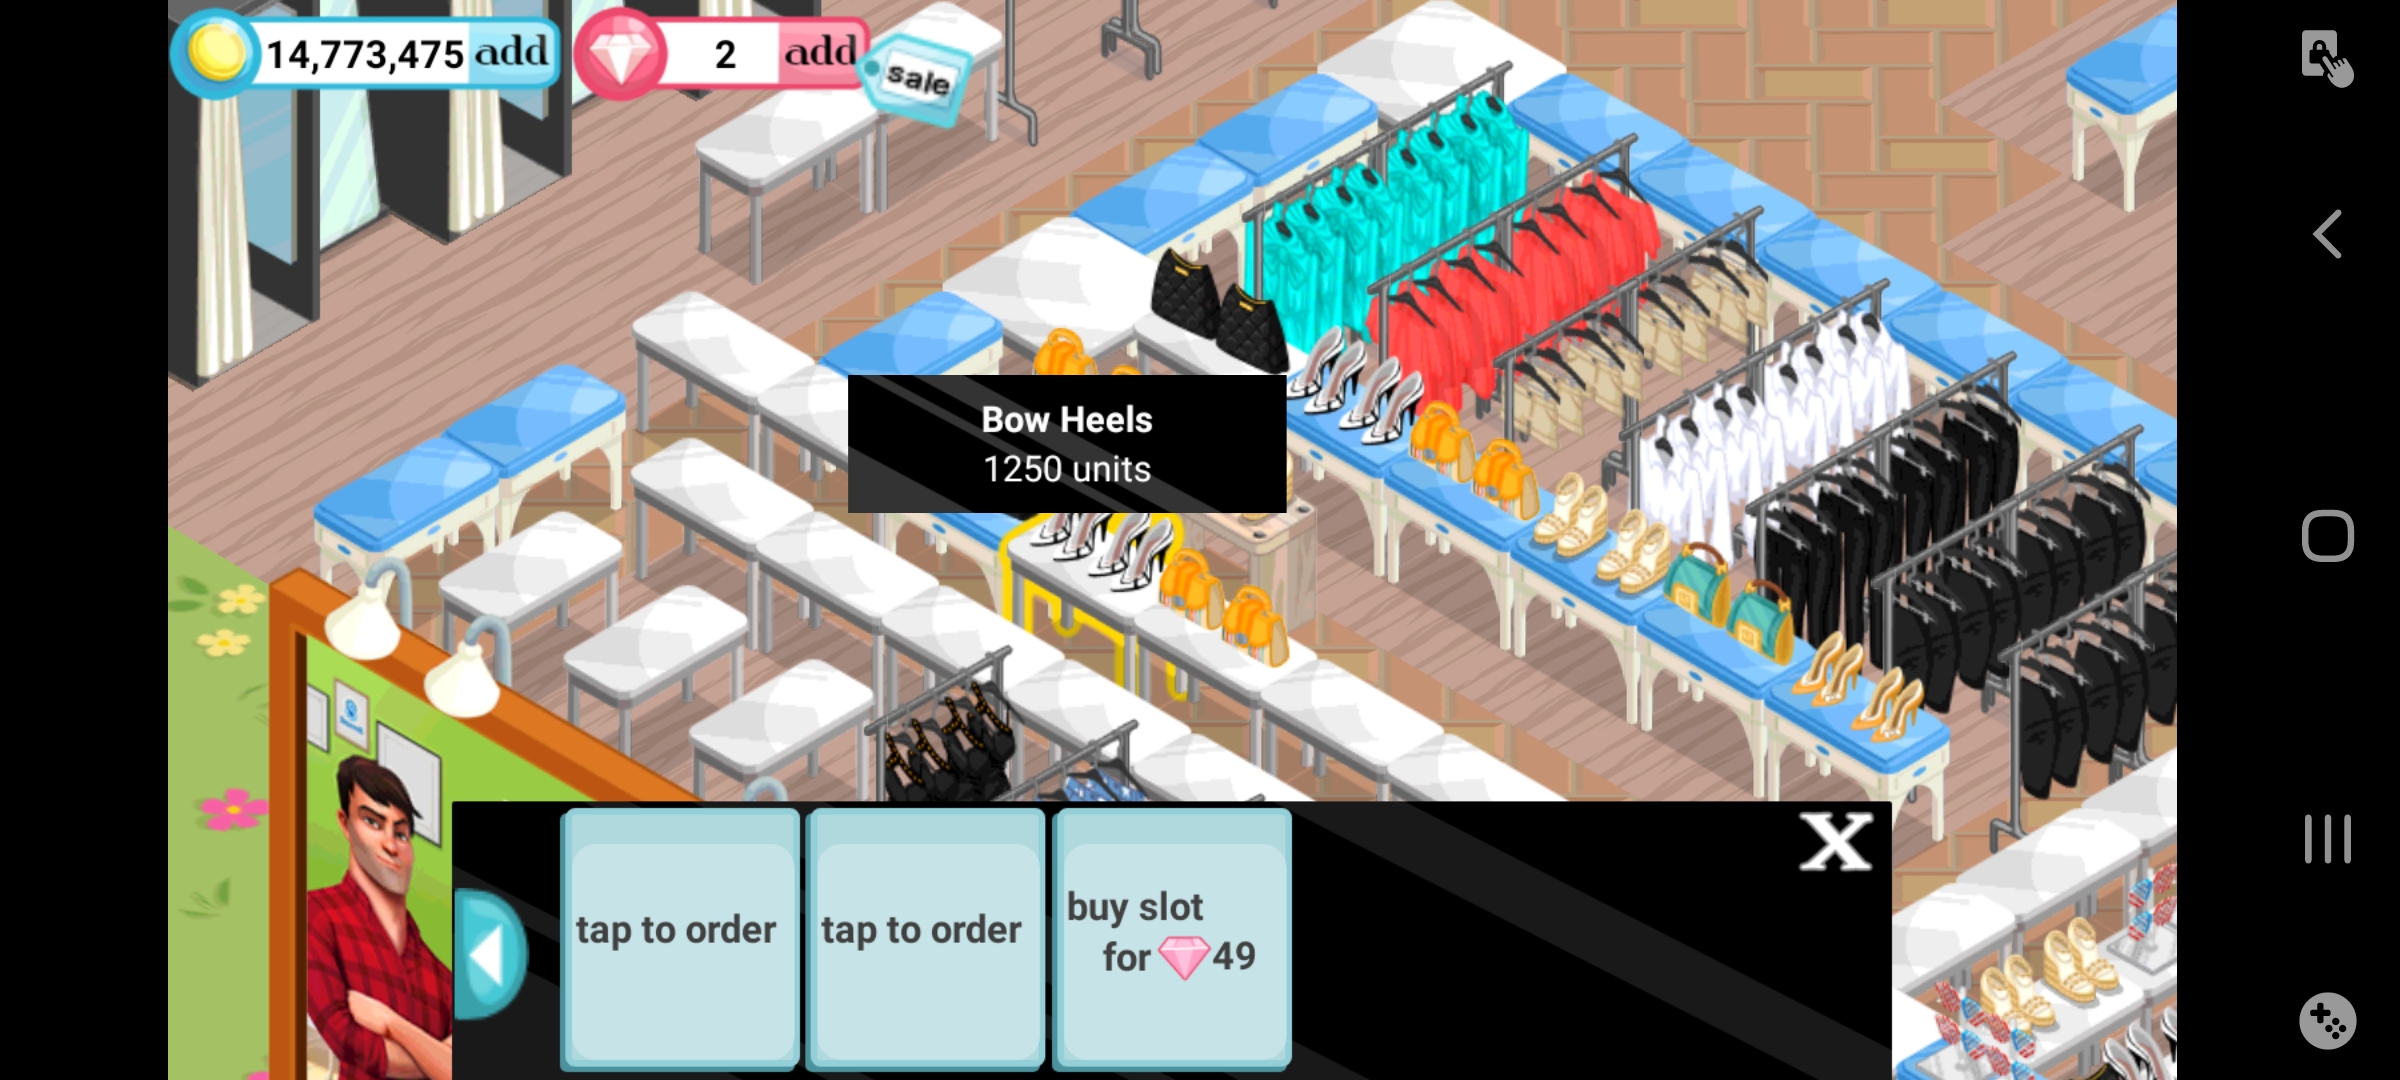 14,773,475 add
2 add
sale
Bow Heels
1250 units
tap to order
tap to order
buy slot
for 49
X